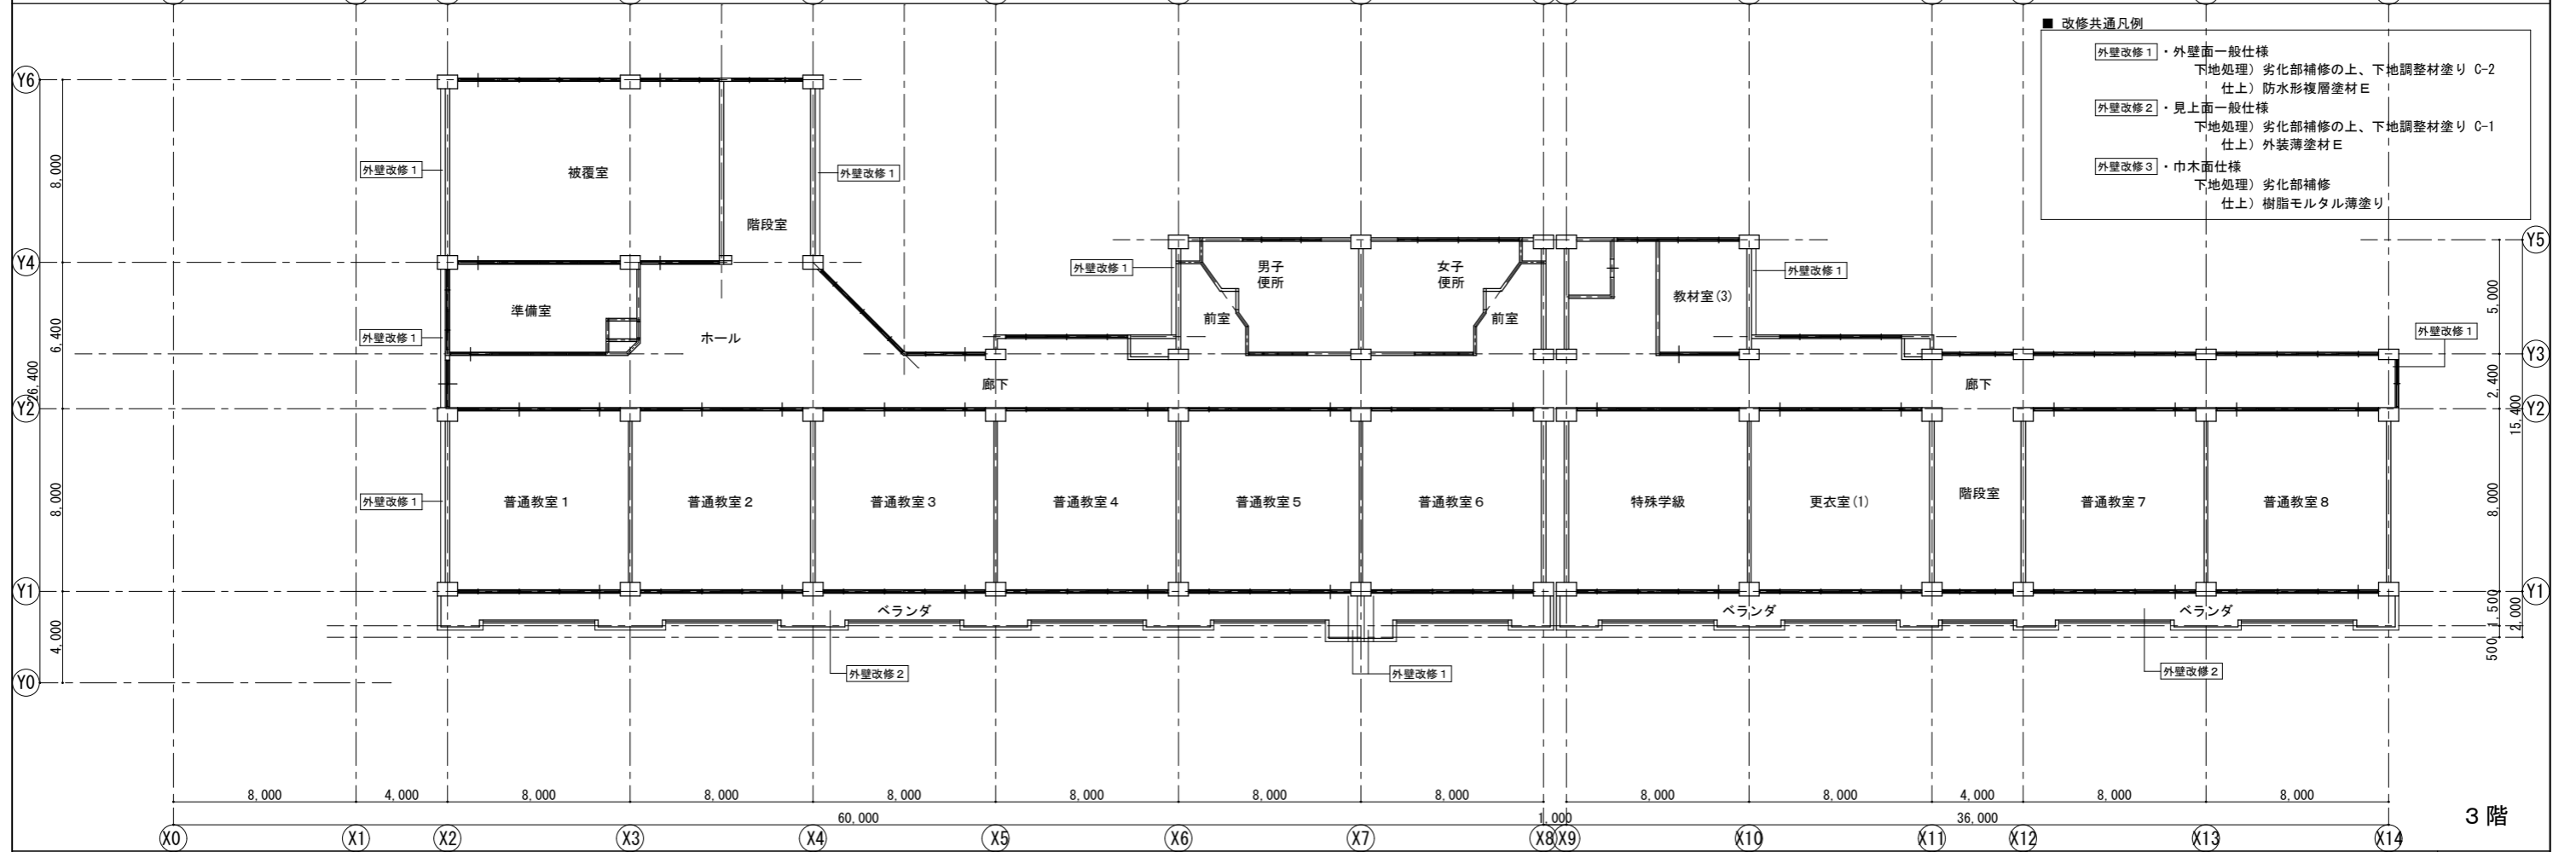 ■ 改修共通凡例
外壁改修1 ・外壁面一般仕様
下地処理）劣化部補修の上、下地調整材塗り C-2
仕上）防水形複層塗材E
外壁改修2 ・見上面一般仕様
下地処理）劣化部補修の上、下地調整材塗り C-1
仕上）外装薄塗材E
外壁改修3 ・巾木面仕様
下地処理）劣化部補修
仕上）樹脂モルタル薄塗り
Y6
8,000
外壁改修1
被覆室
外壁改修1
階段室
Y4
Y5
男子
便所
女子
便所
外壁改修1
外壁改修1
教材室(3)
5,000
準備室
前室
前室
6,400
外壁改修1
ホール
外壁改修1
Y3
26,400
廊下
廊下
2,400
Y2
Y2
15,400
8,000
外壁改修1
普通教室1
普通教室2
普通教室3
普通教室4
普通教室5
普通教室6
特殊学級
更衣室(1)
階段室
普通教室7
普通教室8
8,000
Y1
Y1
ベランダ
ベランダ
ベランダ
1,500
2,000
500
4,000
外壁改修2
外壁改修1
外壁改修2
Y0
8,000
4,000
8,000
8,000
8,000
8,000
8,000
8,000
8,000
8,000
4,000
8,000
8,000
60,000
1,000
36,000
3階
X0
X1
X2
X3
X4
X5
X6
X7
X8
X9
X10
X11
X12
X13
X14